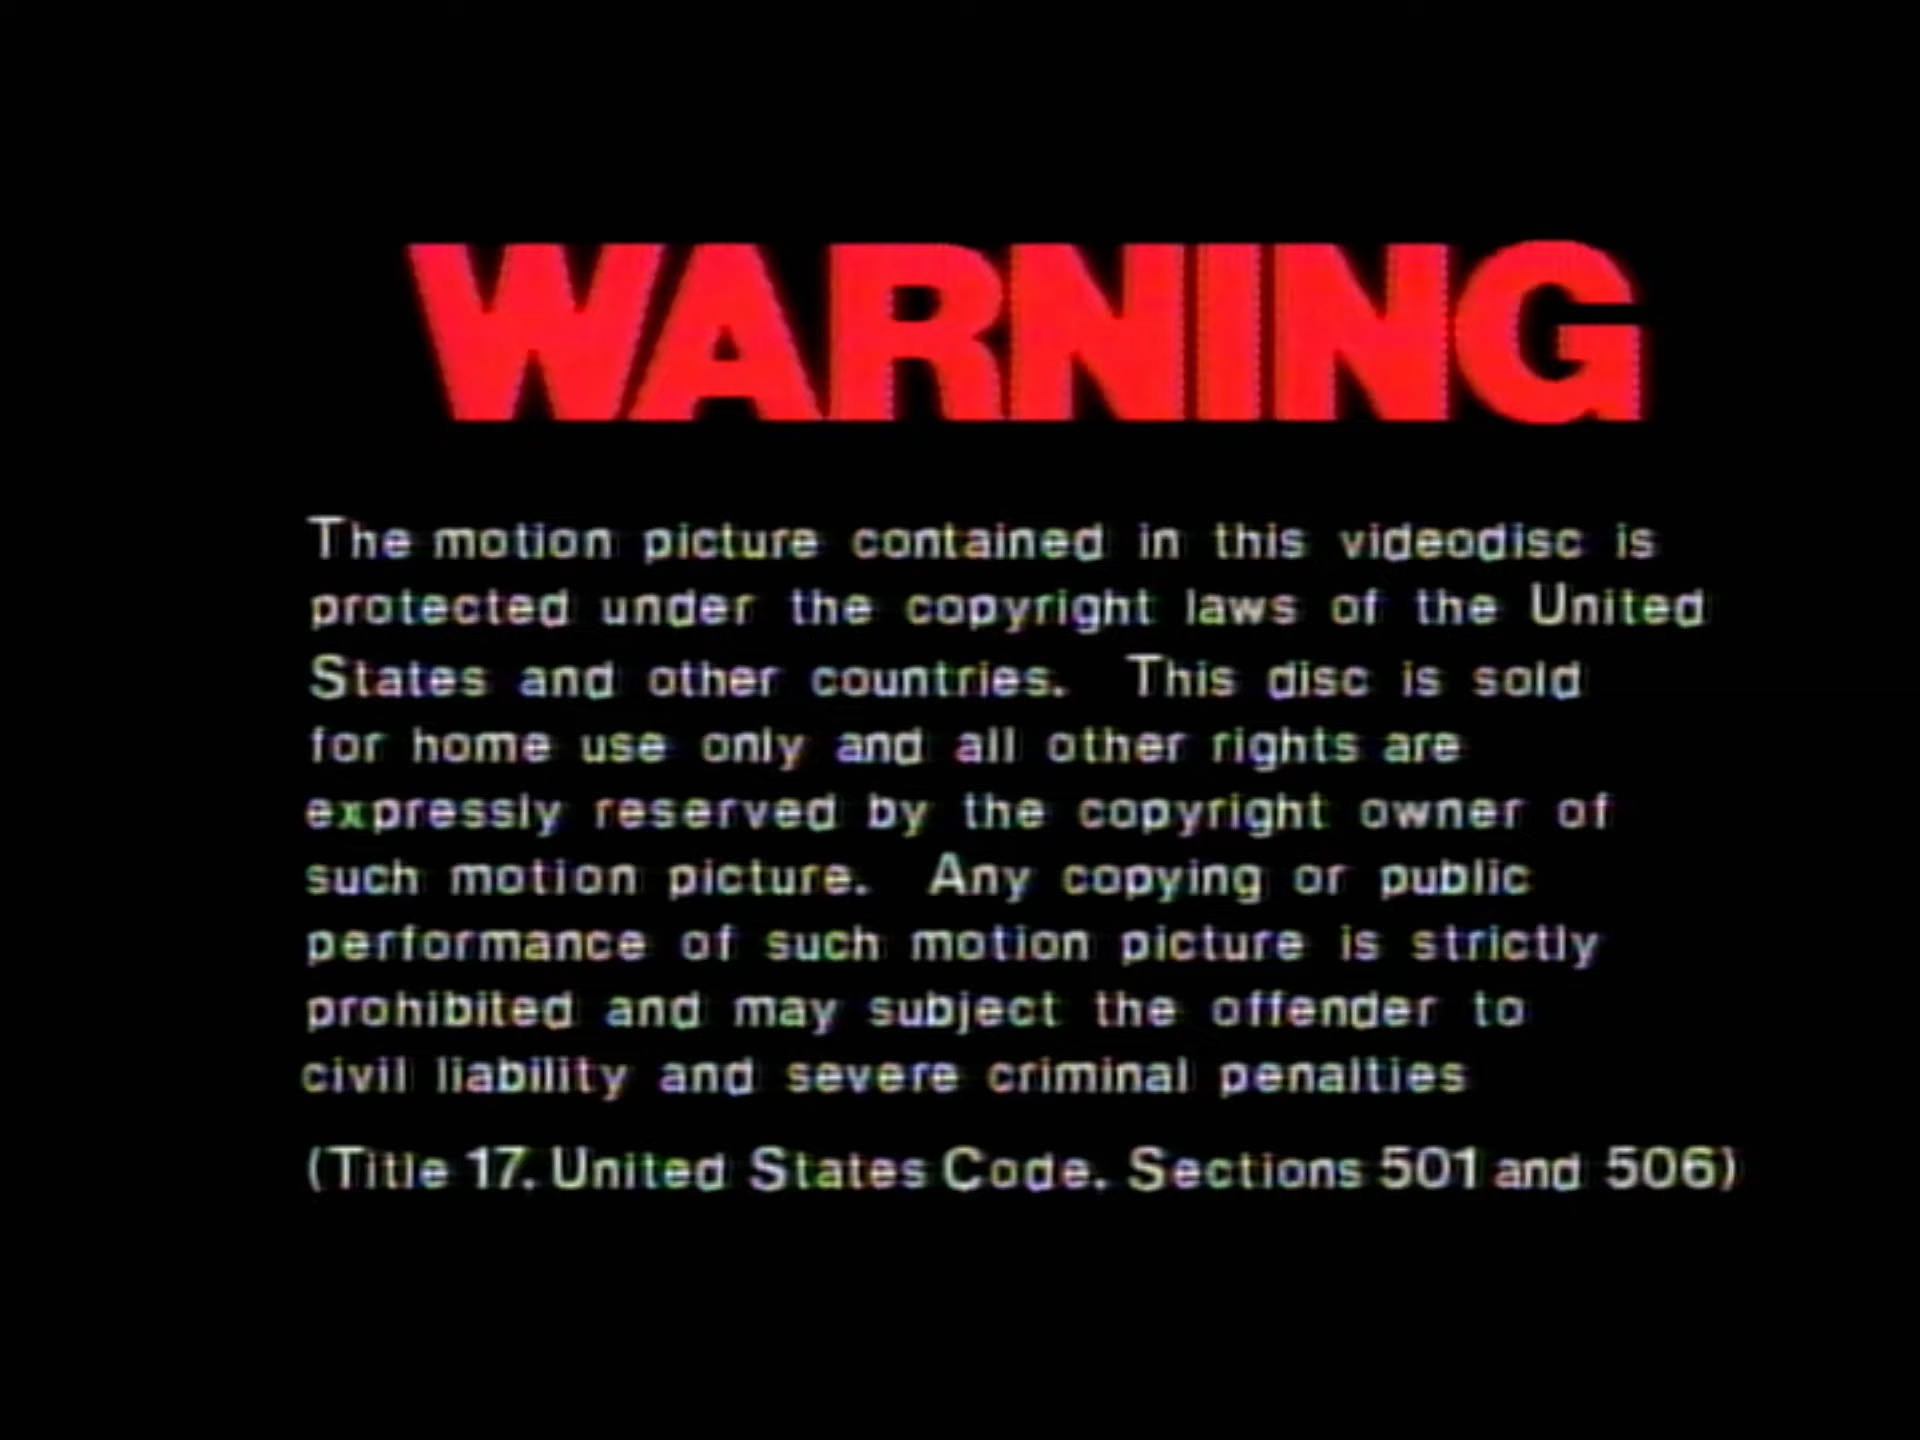 WARNING
The motion picture contained in this videodisc is
protected under the copyright laws of the United
States and other countries. This disc is sold
for home use only and all other rights are
expressly reserved by the copyright owner of
such motion picture. Any copying or public
performance of such motion picture is strictly
prohibited and may subject the offender to
civil liability and severe criminal penalties
(Title 17. United States Code. Sections 501 and 506)